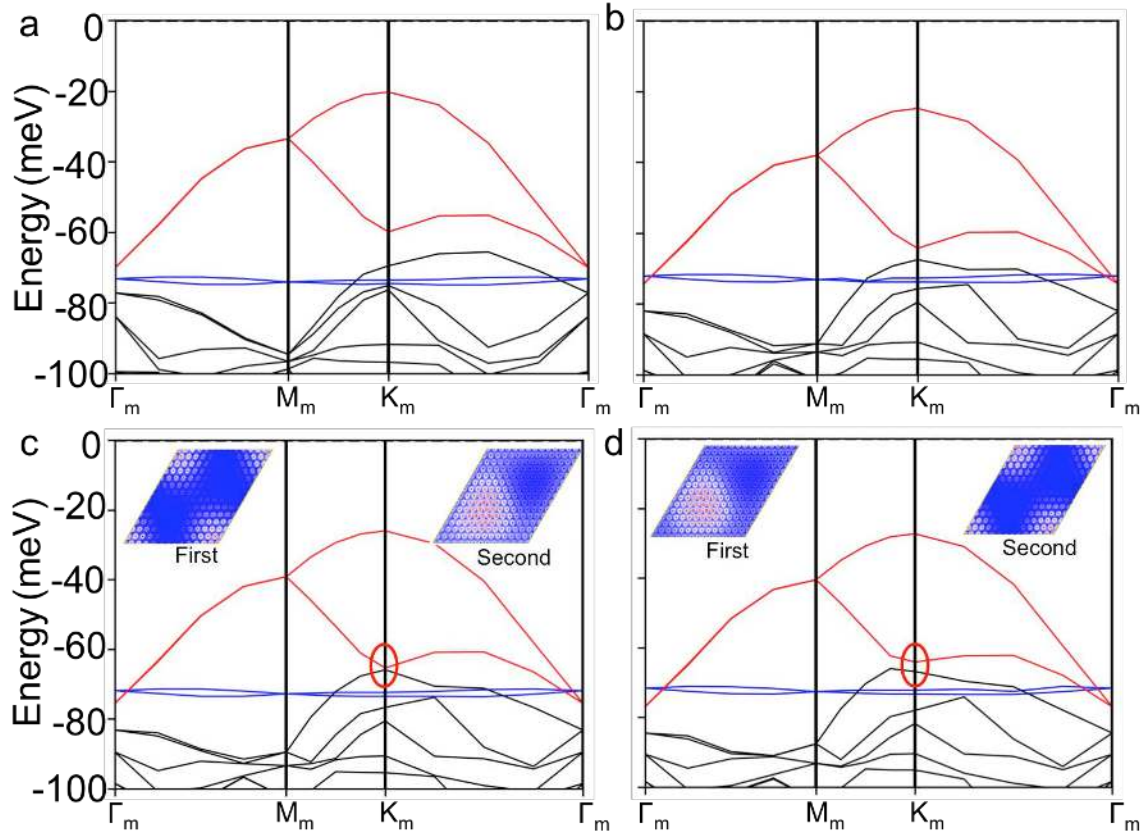 a
b
0
-20
-40
-60
-80
-100
Energy (meV)
Γm
Mm
Km
Γm
Γm
Mm
Km
Γm
c
d
0
-20
-40
-60
-80
-100
Energy (meV)
First
Second
First
Second
Γm
Mm
Km
Γm
Γm
Mm
Km
Γm